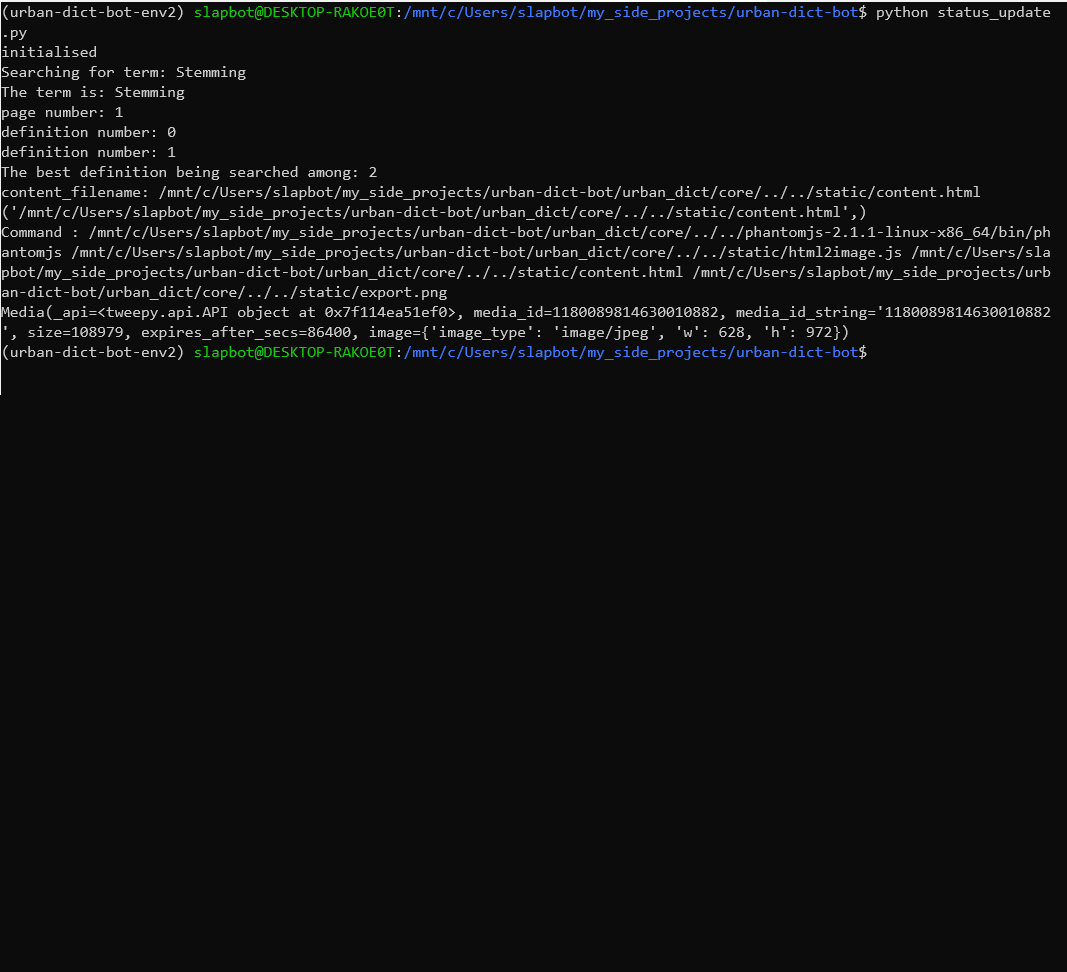 (urban-dict-bot-env2) slapbot@DESKTOP-RAKOE0T:/mnt/c/Users/slapbot/my_side_projects/urban-dict-bot$ python status_update
.py
initialised
Searching for term: Stemming
The term is: Stemming
page number: 1
definition number: 0
definition number: 1
The best definition being searched among: 2
content_filename: /mnt/c/Users/slapbot/my_side_projects/urban-dict-bot/urban_dict/core/../../static/content.html
('/mnt/c/Users/slapbot/my_side_projects/urban-dict-bot/urban_dict/core/../../static/content.html',)
Command : /mnt/c/Users/slapbot/my_side_projects/urban-dict-bot/urban_dict/core/../../phantomjs-2.1.1-linux-x86_64/bin/ph
antomjs /mnt/c/Users/slapbot/my_side_projects/urban-dict-bot/urban_dict/core/../../static/html2image.js /mnt/c/Users/sla
pbot/my_side_projects/urban-dict-bot/urban_dict/core/../../static/content.html /mnt/c/Users/slapbot/my_side_projects/urb
an-dict-bot/urban_dict/core/../../static/export.png
Media(_api=<tweepy.api.API object at 0x7f114ea51ef0>, media_id=1180089814630010882, media_id_string='1180089814630010882
', size=108979, expires_after_secs=86400, image={'image_type': 'image/jpeg', 'w': 628, 'h': 972})
(urban-dict-bot-env2) slapbot@DESKTOP-RAKOE0T:/mnt/c/Users/slapbot/my_side_projects/urban-dict-bot$